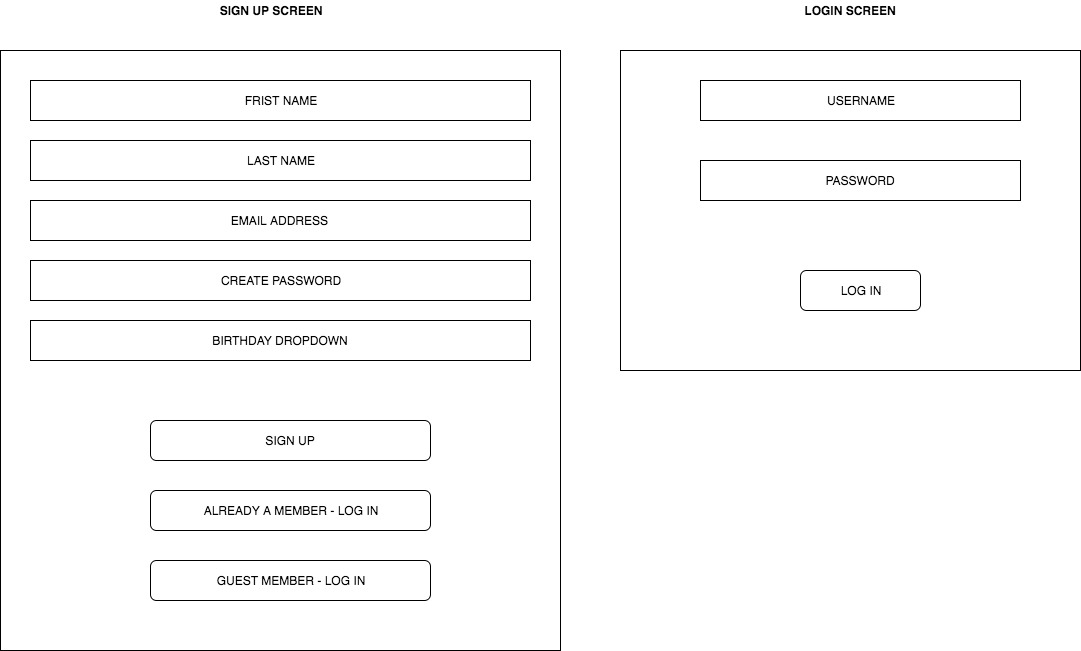 SIGN UP SCREEN
FRIST NAME
LAST NAME
EMAIL ADDRESS
CREATE PASSWORD
BIRTHDAY DROPDOWN
SIGN UP
ALREADY A MEMBER - LOG IN
GUEST MEMBER - LOG IN
LOGIN SCREEN
USERNAME
PASSWORD
LOG IN